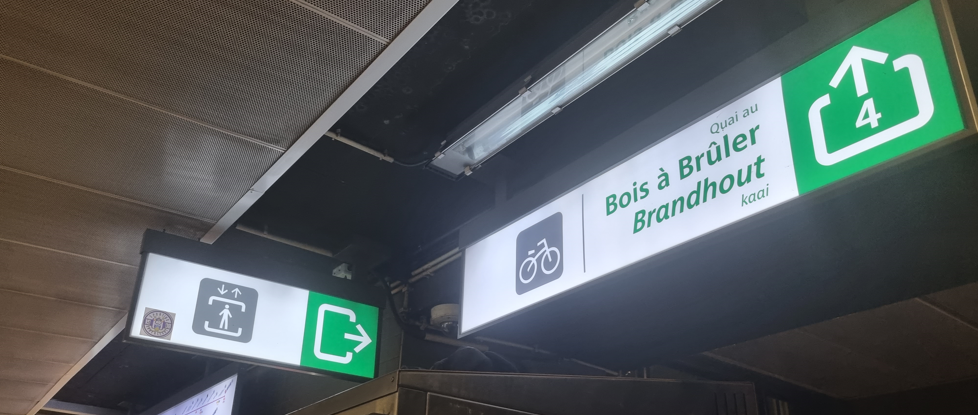 Quai au
Bois à Brûler
Brandhout
kaai
4